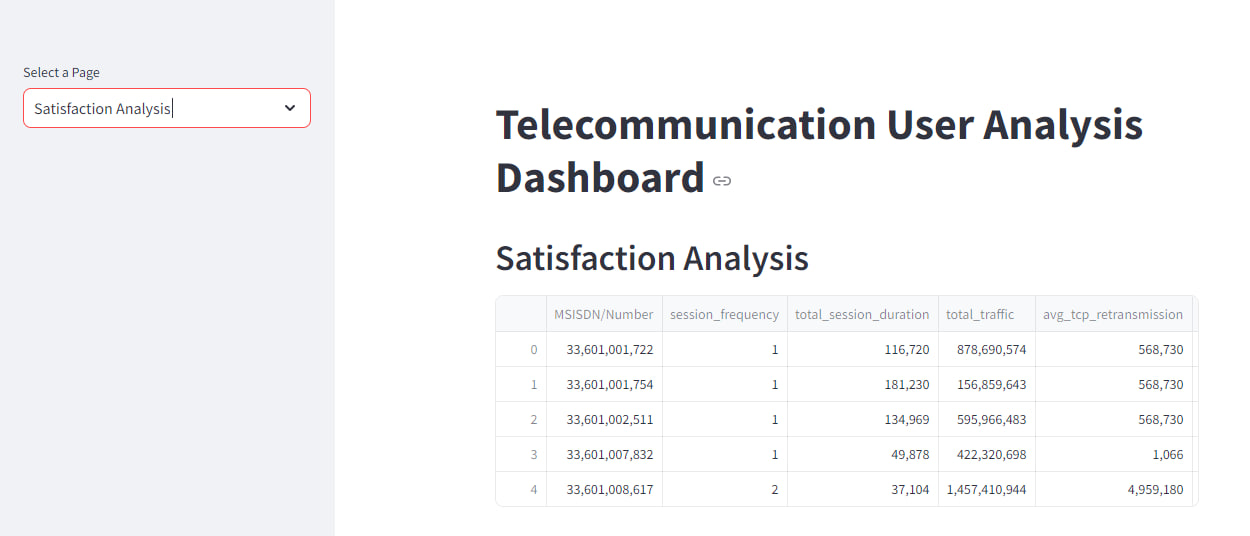 Select a Page
Satisfaction Analysis
Telecommunication User Analysis
Dashboard
Satisfaction Analysis
MSISDN/Number session_frequency total_session_duration total_traffic avg_tcp_retransmission
0 33,601,001,722 1 116,720 878,690,574 568,730
1 33,601,001,754 1 181,230 156,859,643 568,730
2 33,601,002,511 1 134,969 595,966,483 568,730
3 33,601,007,832 1 49,878 422,320,698 1,066
4 33,601,008,617 2 37,104 1,457,410,944 4,959,180